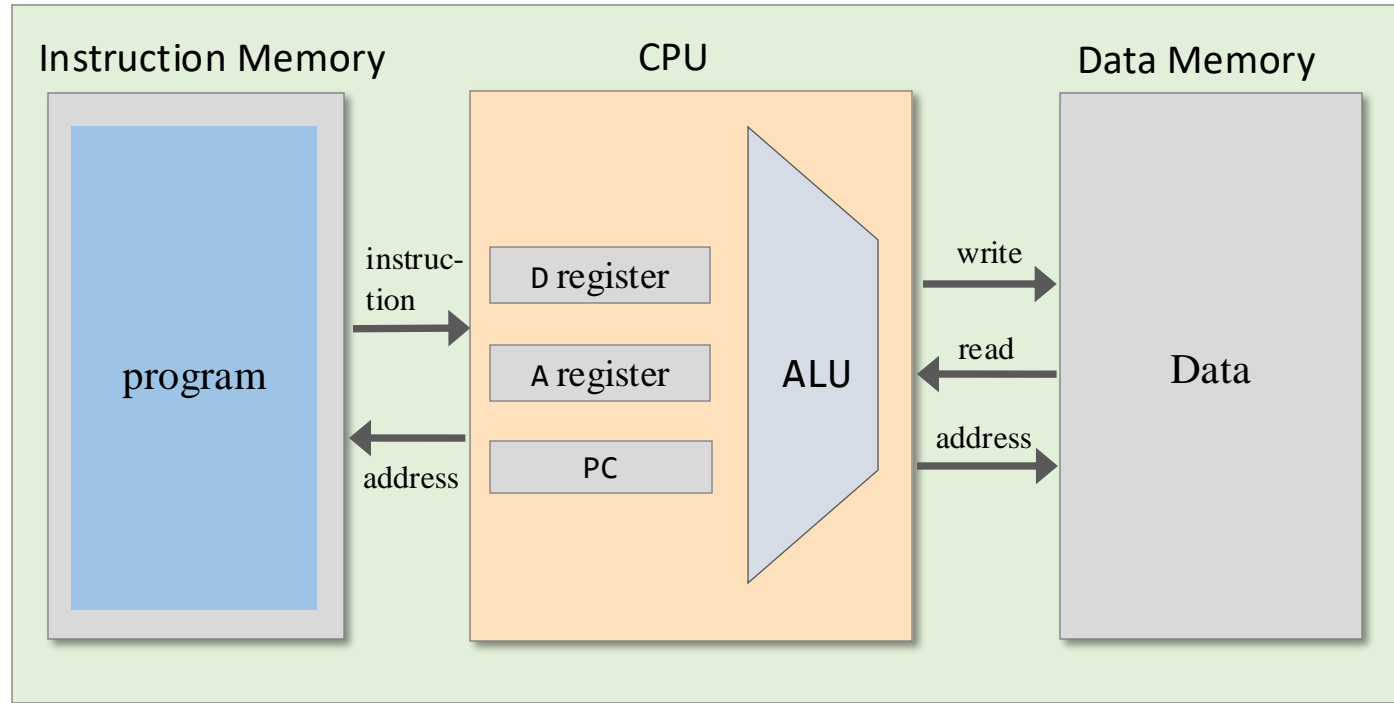 Instruction Memory
CPU
Data Memory
program
instruc-
tion
address
D register
A register
PC
ALU
write
read
address
Data